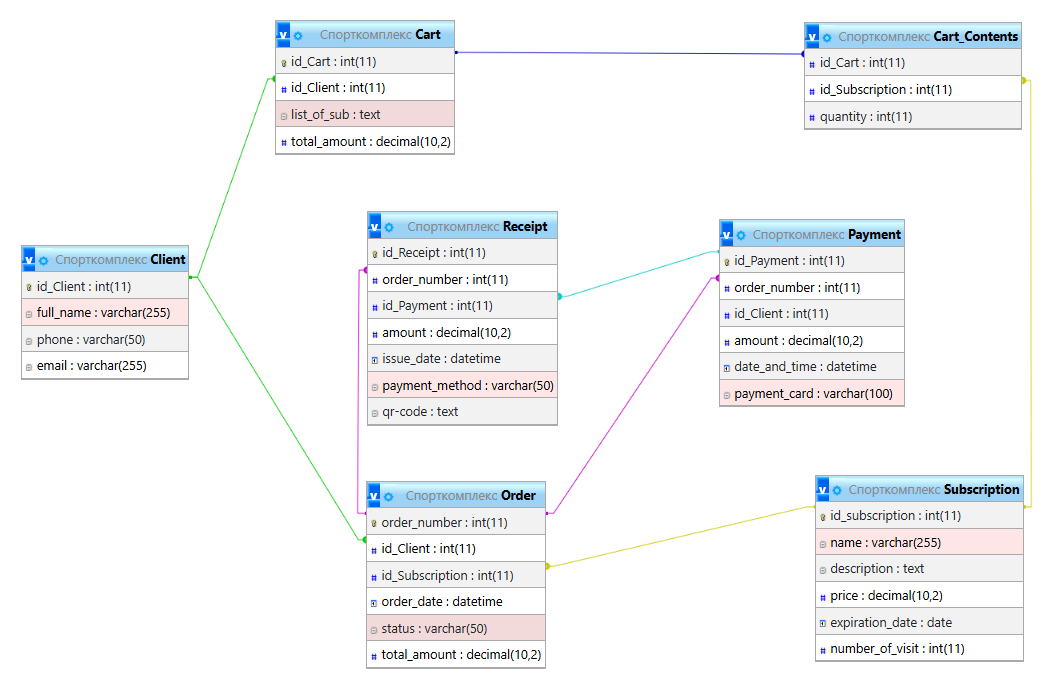 Спорткомплекс Cart
id_Cart : int(11)
id_Client : int(11)
list_of_sub : text
total_amount : decimal(10,2)
Спорткомплекс Cart_Contents
id_Cart : int(11)
id_Subscription : int(11)
quantity : int(11)
Спорткомплекс Client
id_Client : int(11)
full_name : varchar(255)
phone : varchar(50)
email : varchar(255)
Спорткомплекс Receipt
id_Receipt : int(11)
order_number : int(11)
id_Payment : int(11)
amount : decimal(10,2)
issue_date : datetime
payment_method : varchar(50)
qr-code : text
Спорткомплекс Payment
id_Payment : int(11)
order_number : int(11)
id_Client : int(11)
amount : decimal(10,2)
date_and_time : datetime
payment_card : varchar(100)
Спорткомплекс Order
order_number : int(11)
id_Client : int(11)
id_Subscription : int(11)
order_date : datetime
status : varchar(50)
total_amount : decimal(10,2)
Спорткомплекс Subscription
id_subscription : int(11)
name : varchar(255)
description : text
price : decimal(10,2)
expiration_date : date
number_of_visit : int(11)